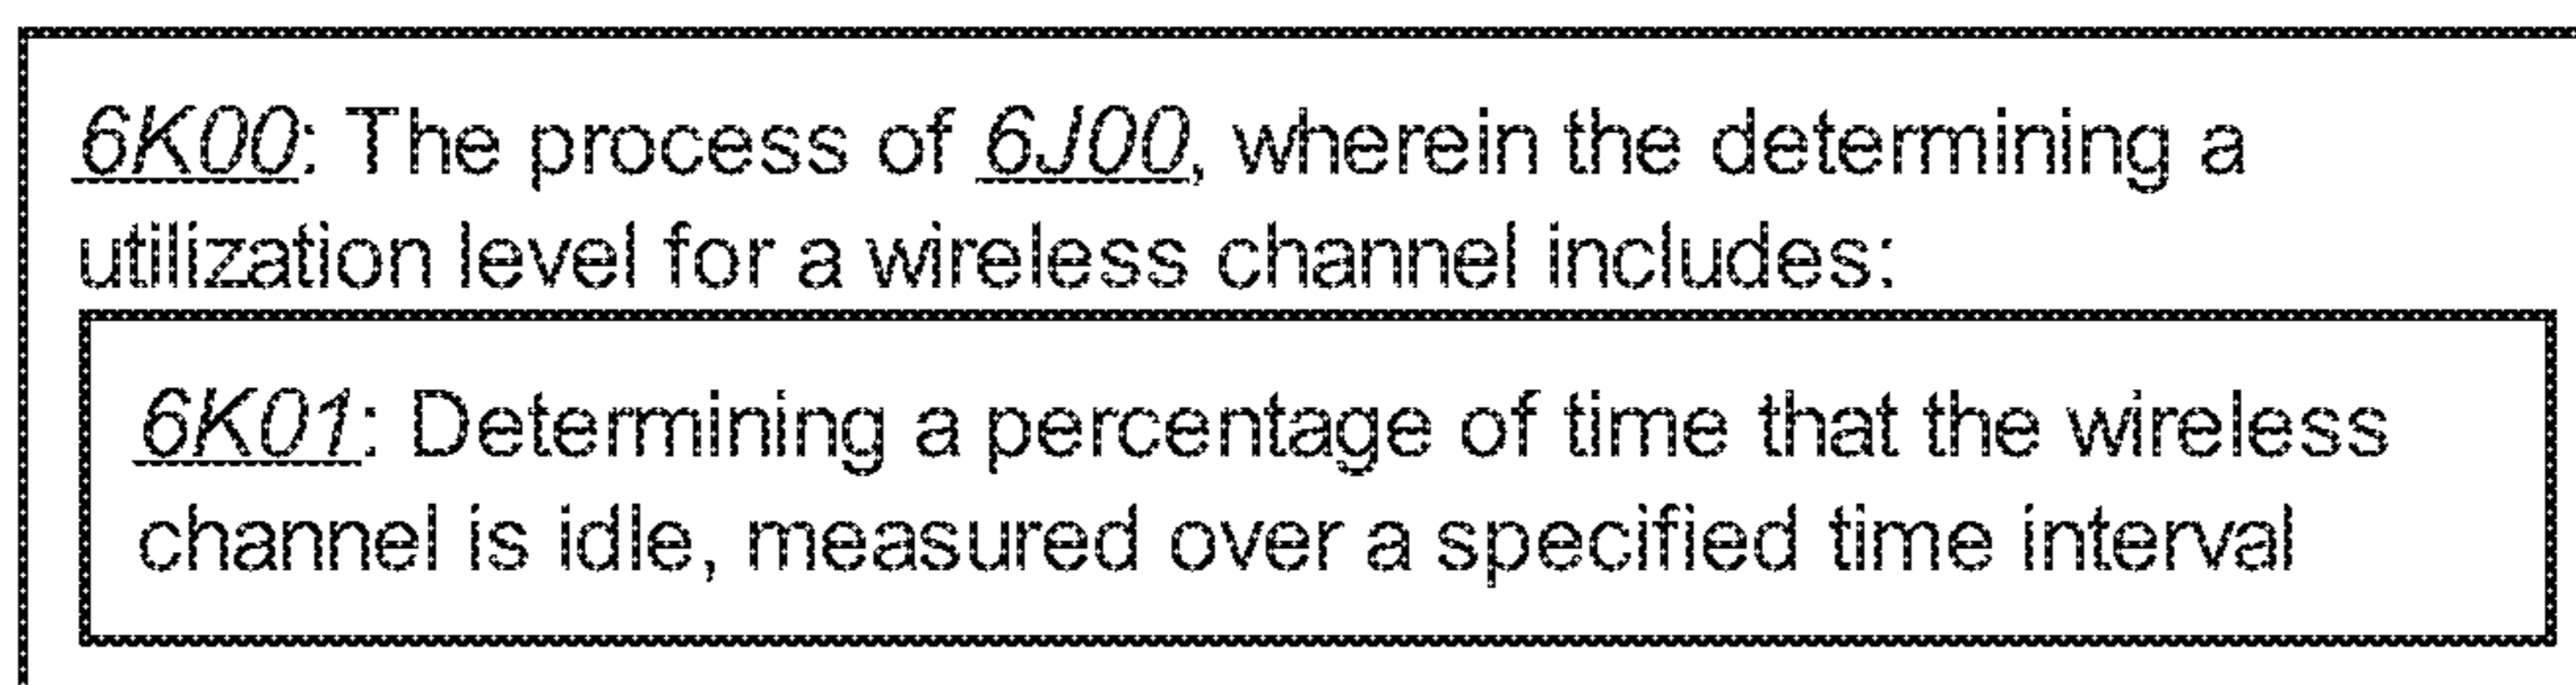 6K00: The process of 6J00, wherein the determining a
utilization level for a wireless channel includes:
6K01: Determining a percentage of time that the wireless
channel is idle, measured over a specified time interval